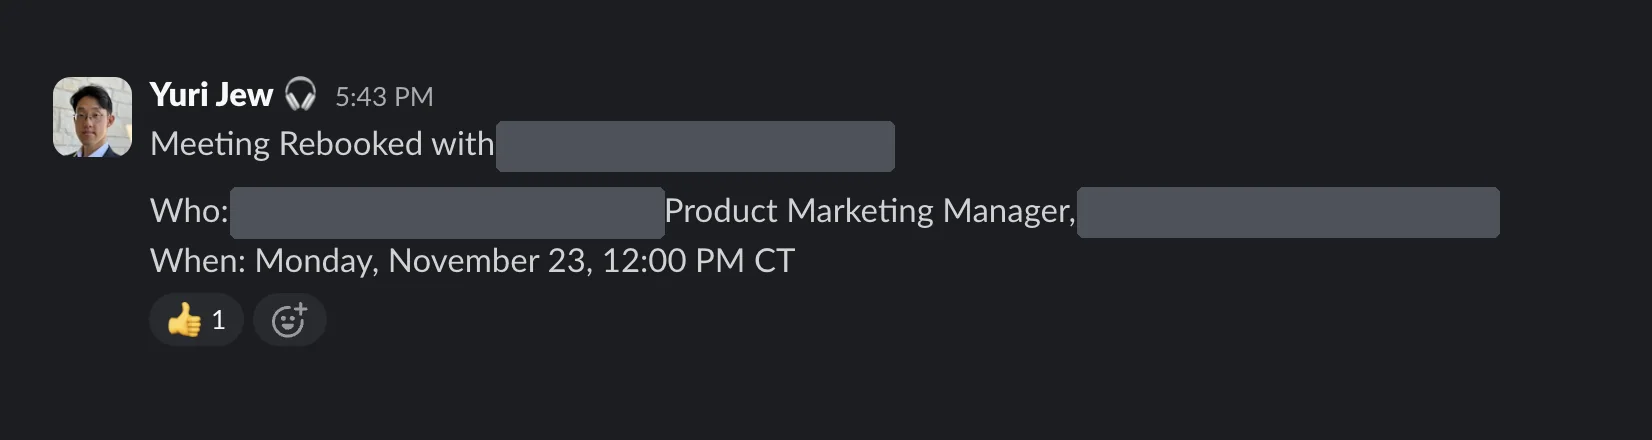 Yuri Jew 🎧 5:43 PM
Meeting Rebooked with
Who: Product Marketing Manager,
When: Monday, November 23, 12:00 PM CT
👍 1